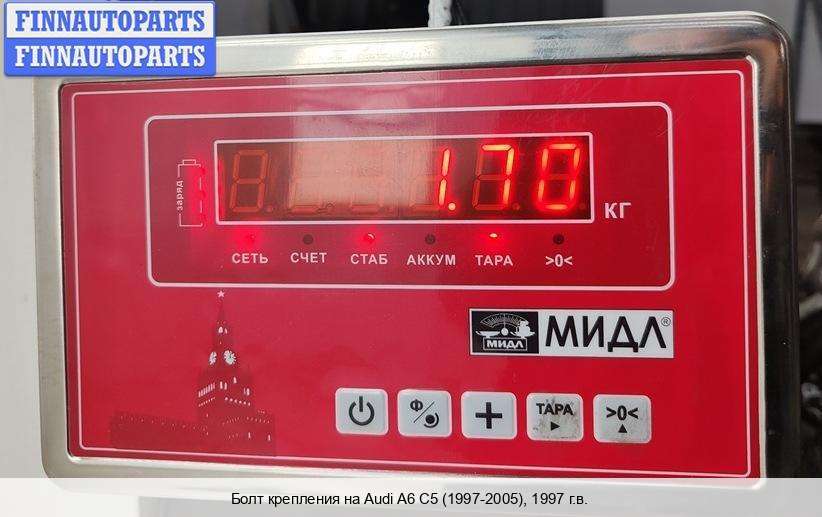 FINNAUTOPARTS
FINNAUTOPARTS
заряд
1.70
КГ
СЕТЬ СЧЕТ СТАБ АККУМ ТАРА >0<
МИДЛ МИДЛ®
Ф
ТАРА >0<
Болт крепления на Audi A6 C5 (1997-2005), 1997 г.в.